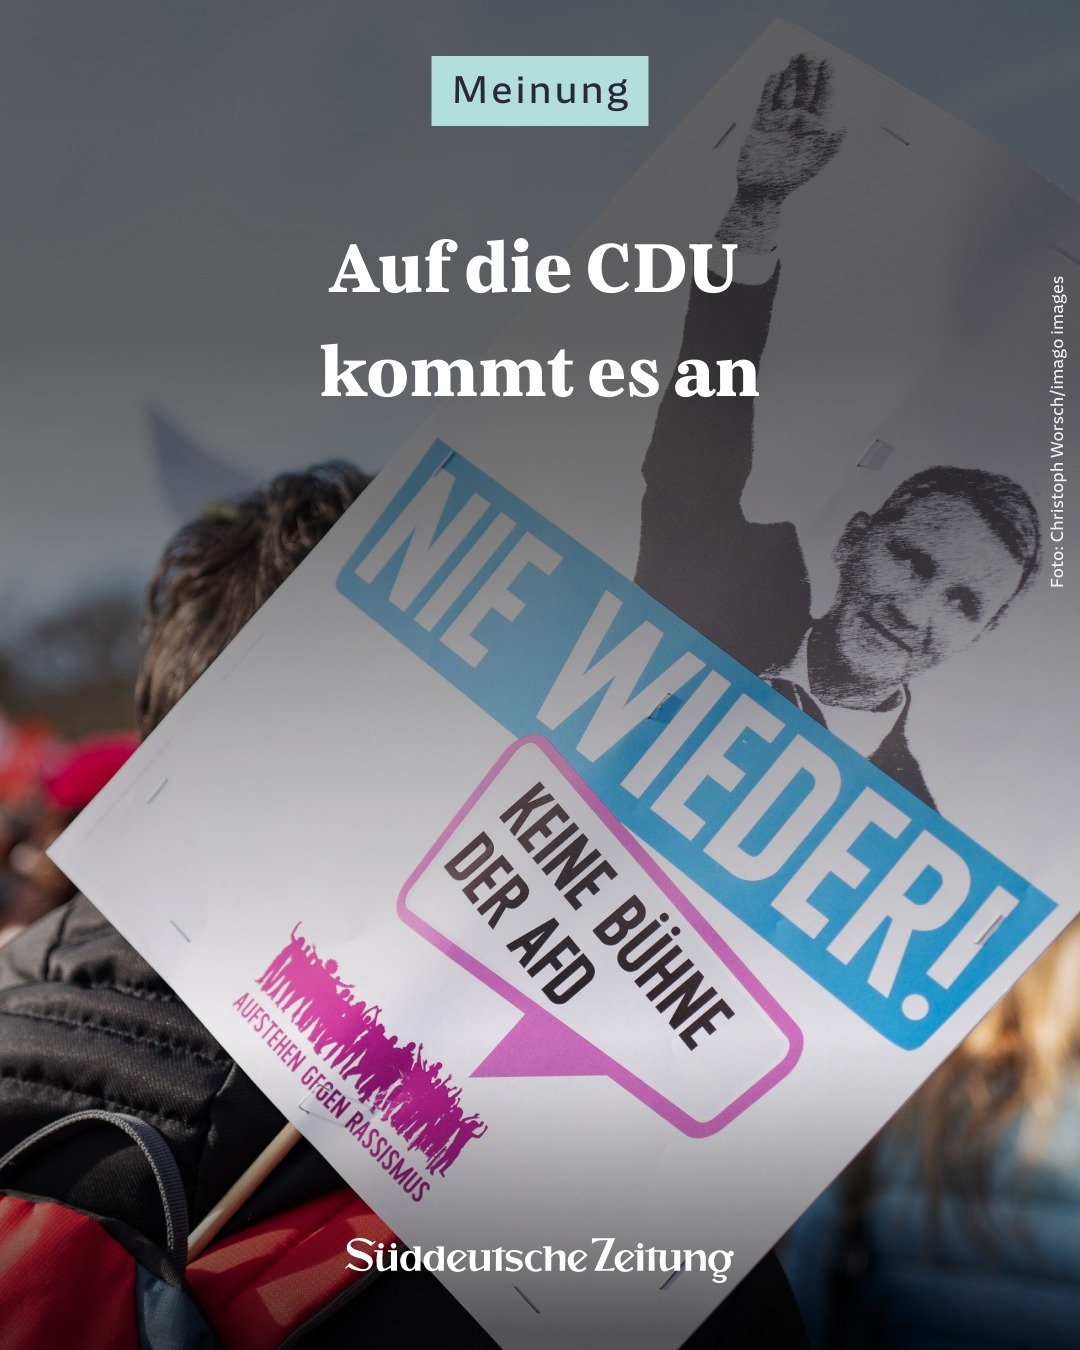 Meinung
Auf die CDU
kommt es an
Foto: Christoph Worsch/imago images
NIE WIEDER!
KEINE BÜHNE
DER AFD
AUFSTEHEN GEGEN RASSISMUS
Süddeutsche Zeitung